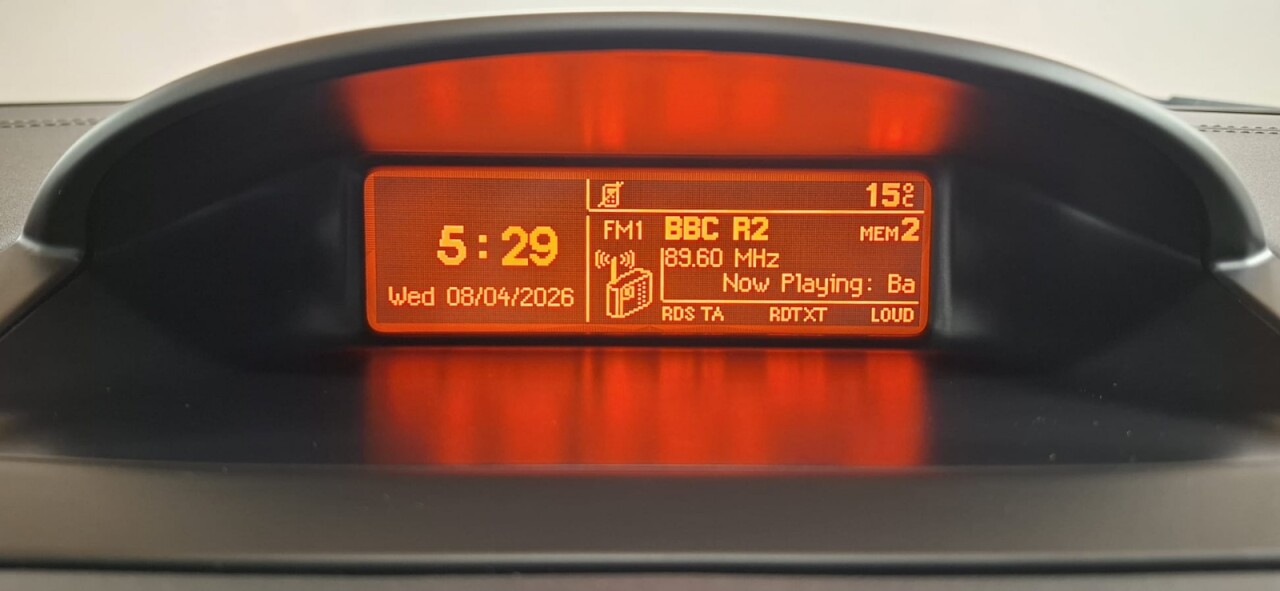 5:29
Wed 08/04/2026
15°C
FM1 BBC R2 MEM2
89.60 MHz
Now Playing: Ba
RDS TA RDTXT LOUD